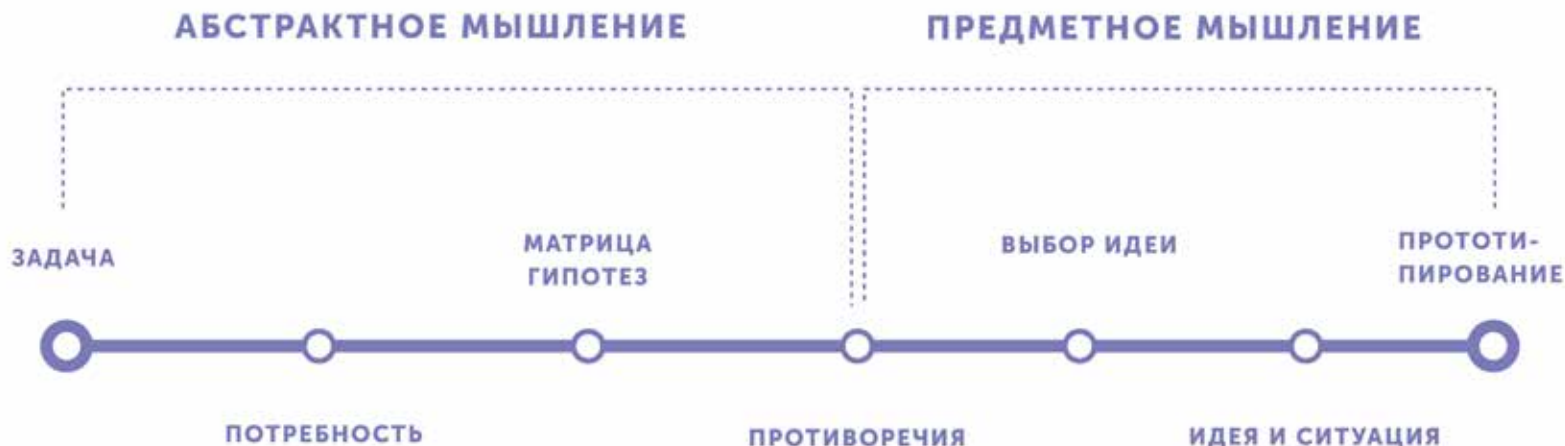 АБСТРАКТНОЕ МЫШЛЕНИЕ
ПРЕДМЕТНОЕ МЫШЛЕНИЕ
ЗАДАЧА
МАТРИЦА
ГИПОТЕЗ
ВЫБОР ИДЕИ
ПРОТОТИ-
ПИРОВАНИЕ
ПОТРЕБНОСТЬ
ПРОТИВОРЕЧИЯ
ИДЕЯ И СИТУАЦИЯ